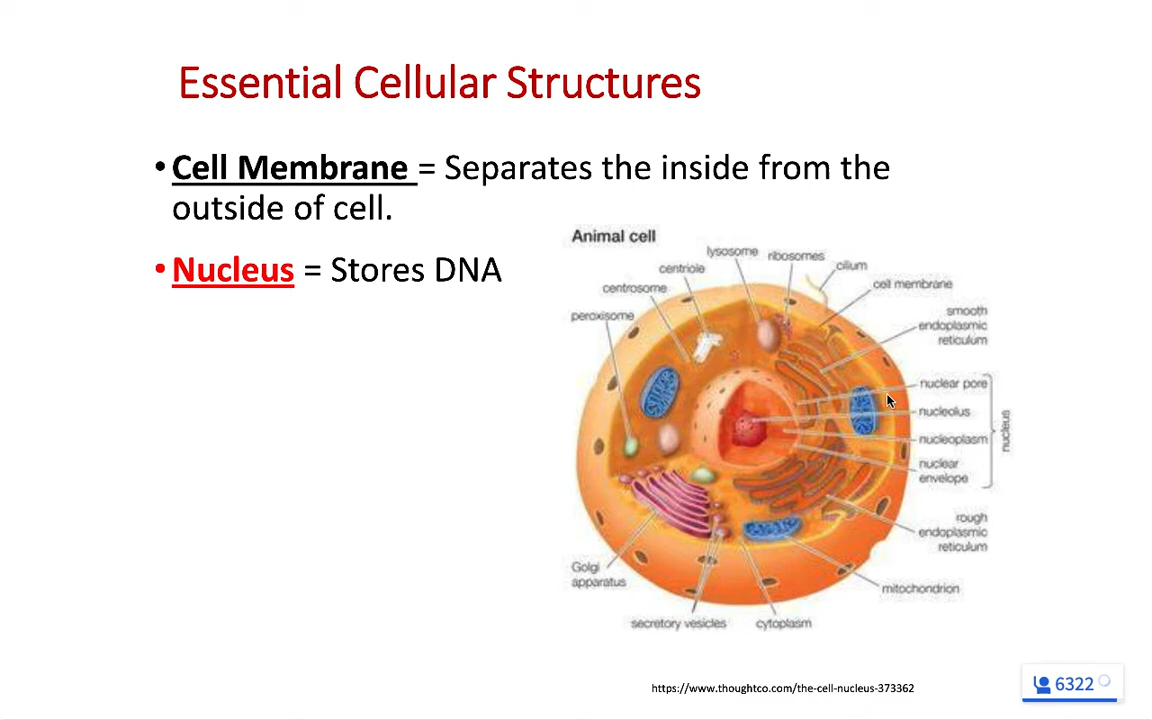 Essential Cellular Structures
• Cell Membrane = Separates the inside from the
outside of cell.
• Nucleus = Stores DNA
Animal cell
lysosome
ribosomes
centriole
cilium
centrosome
cell membrane
peroxisome
smooth
endoplasmic
reticulum
nuclear pore
nucleolus
nucleoplasm
nuclear
envelope
nucleus
rough
endoplasmic
reticulum
Golgi
apparatus
mitochondrion
secretory vesicles
cytoplasm
https://www.thoughtco.com/the-cell-nucleus-373362
6322